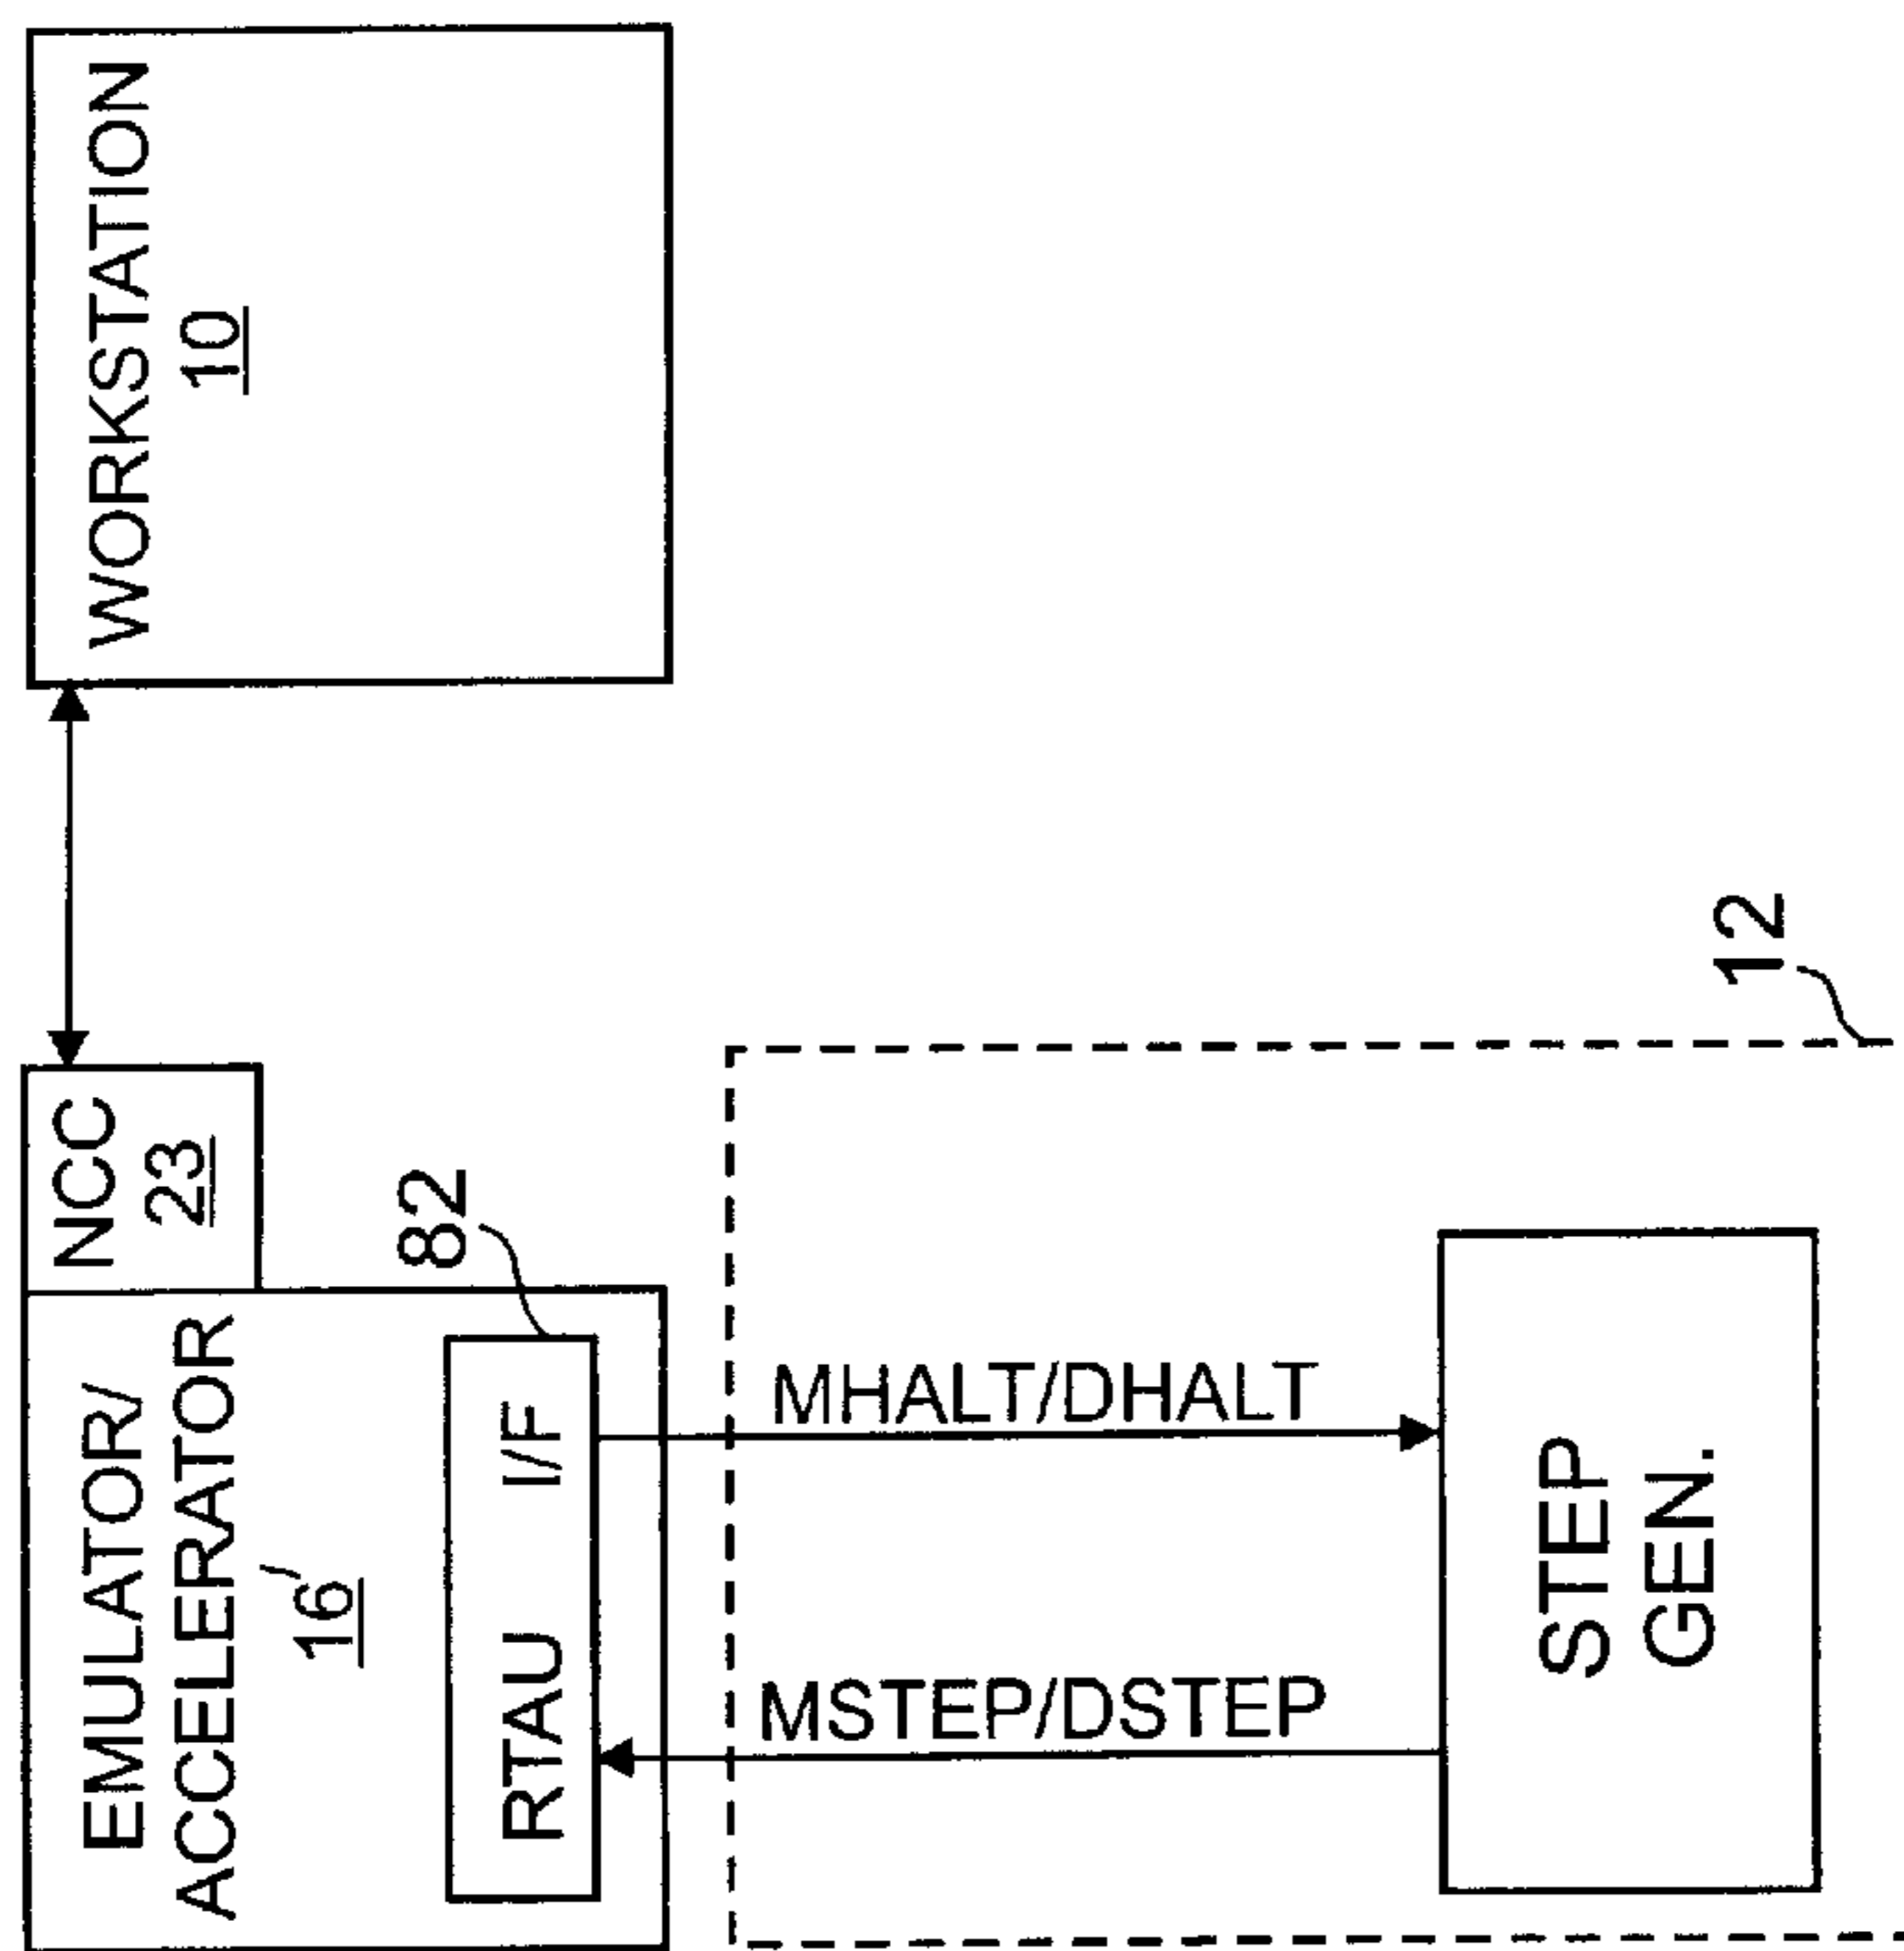 EMULATOR/
ACCELERATOR
16
NCC
23
WORKSTATION
10
RTAU I/F
82
MSTEP/DSTEP
MHALT/DHALT
12
STEP
GEN.